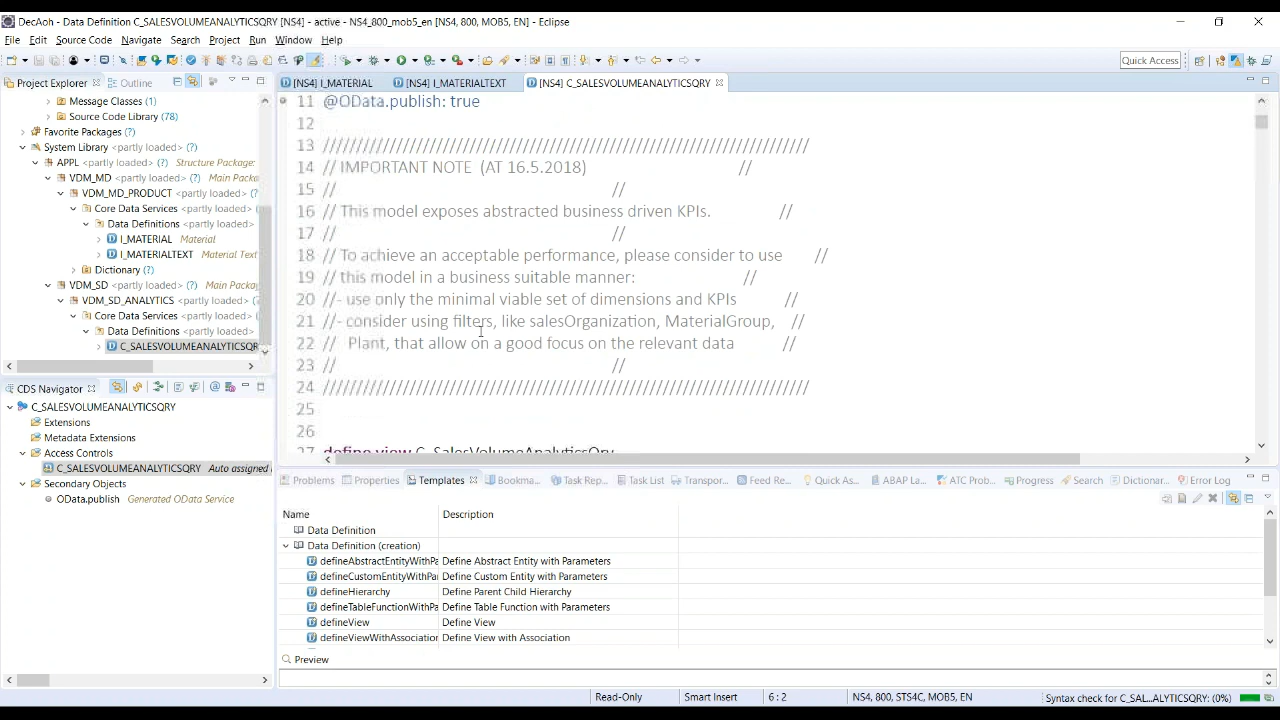 DecAoh - Data Definition C_SALESVOLUMEANALYTICSQRY [NS4] - active - NS4_800_mob5_en [NS4, 800, MOB5, EN] - Eclipse
File Edit Source Code Navigate Search Project Run Window Help
Quick Access
Project Explorer Outline
Message Classes (1)
Source Code Library (78)
Favorite Packages (?)
System Library <partly loaded> (?)
APPL <partly loaded> Structure Package:
VDM_MD <partly loaded> (?) Main Packa
VDM_MD_PRODUCT <partly loaded> (?
Core Data Services <partly loaded> (?
Data Definitions <partly loaded>
I_MATERIAL Material
I_MATERIALTEXT Material Text
Dictionary (?)
VDM_SD <partly loaded> (?) Main Packa
VDM_SD_ANALYTICS <partly loaded> (?
Core Data Services <partly loaded> (?
Data Definitions <partly loaded>
C_SALESVOLUMEANALYTICSQR
CDS Navigator
C_SALESVOLUMEANALYTICSQRY
Extensions
Metadata Extensions
Access Controls
C_SALESVOLUMEANALYTICSQRY Auto assigned
Secondary Objects
OData.publish Generated OData Service
[NS4] I_MATERIAL [NS4] I_MATERIALTEXT [NS4] C_SALESVOLUMEANALYTICSQRY
11 @OData.publish: true
12
13 //////////////////////////////////////////////////////////////////////////
14 // IMPORTANT NOTE (AT 16.5.2018) //
15 // //
16 // This model exposes abstracted business driven KPIs. //
17 // //
18 // To achieve an acceptable performance, please consider to use //
19 // this model in a business suitable manner: //
20 //- use only the minimal viable set of dimensions and KPIs //
21 //- consider using filters, like salesOrganization, MaterialGroup, //
22 // Plant, that allow on a good focus on the relevant data //
23 // //
24 //////////////////////////////////////////////////////////////////////////
25
26
27 define view C_SalesVolumeAnalyticsQry
Problems Properties Templates Bookma... Task Rep... Task List Transpor... Feed Re... Quick As... ABAP La... ATC Prob... Progress Search Dictionar... Error Log
Name Description
Data Definition
Data Definition (creation)
defineAbstractEntityWithPa Define Abstract Entity with Parameters
defineCustomEntityWithPar Define Custom Entity with Parameters
defineHierarchy Define Parent Child Hierarchy
defineTableFunctionWithPa Define Table Function with Parameters
defineView Define View
defineViewWithAssociation Define View with Association
Preview
Read-Only Smart Insert 6 : 2 NS4, 800, STS4C, MOB5, EN Syntax check for C_SAL...ALYTICSQRY: (0%)